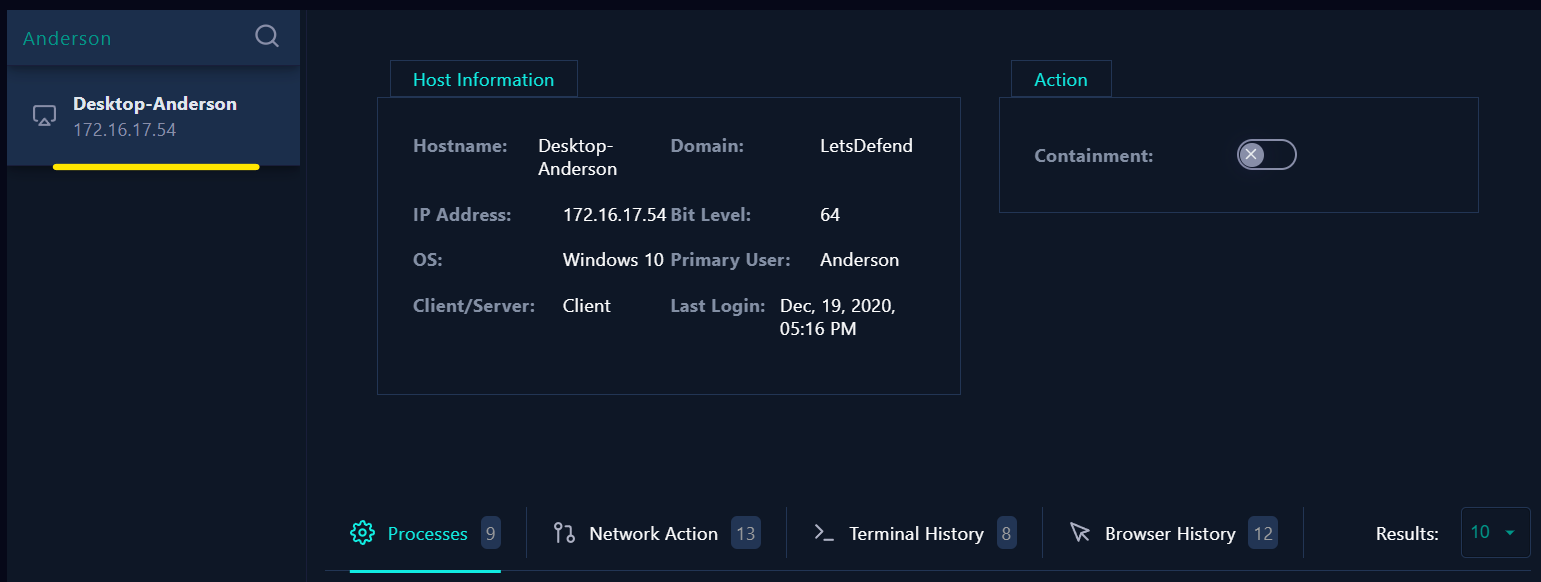 Anderson
Desktop-Anderson
172.16.17.54
Host Information
Hostname: Desktop-
Anderson
Domain: LetsDefend
IP Address: 172.16.17.54 Bit Level: 64
OS: Windows 10 Primary User: Anderson
Client/Server: Client Last Login: Dec, 19, 2020,
05:16 PM
Action
Containment:
Processes 9 Network Action 13 Terminal History 8 Browser History 12 Results: 10